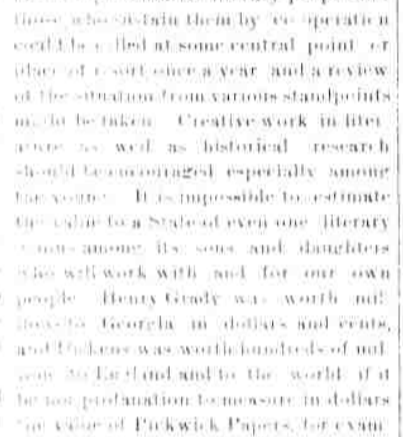 those who attain them by co-operation
could be called at some central point or
place of resort once a year and a review
of the situation from various standpoints
might be taken. Creative work in liter
ature as well as historical research
should be encouraged especially among
the young. It is impossible to estimate
the value to a State of even one literary
genius among its sons and daughters
who will work with and for our own
people. Henry Grady was worth mil
lions to Georgia in dollars and cents,
and Dickens was worth hundreds of mil
lions to England and to the world if it
be not profanation to measure in dollars
the value of Pickwick Papers, for exam